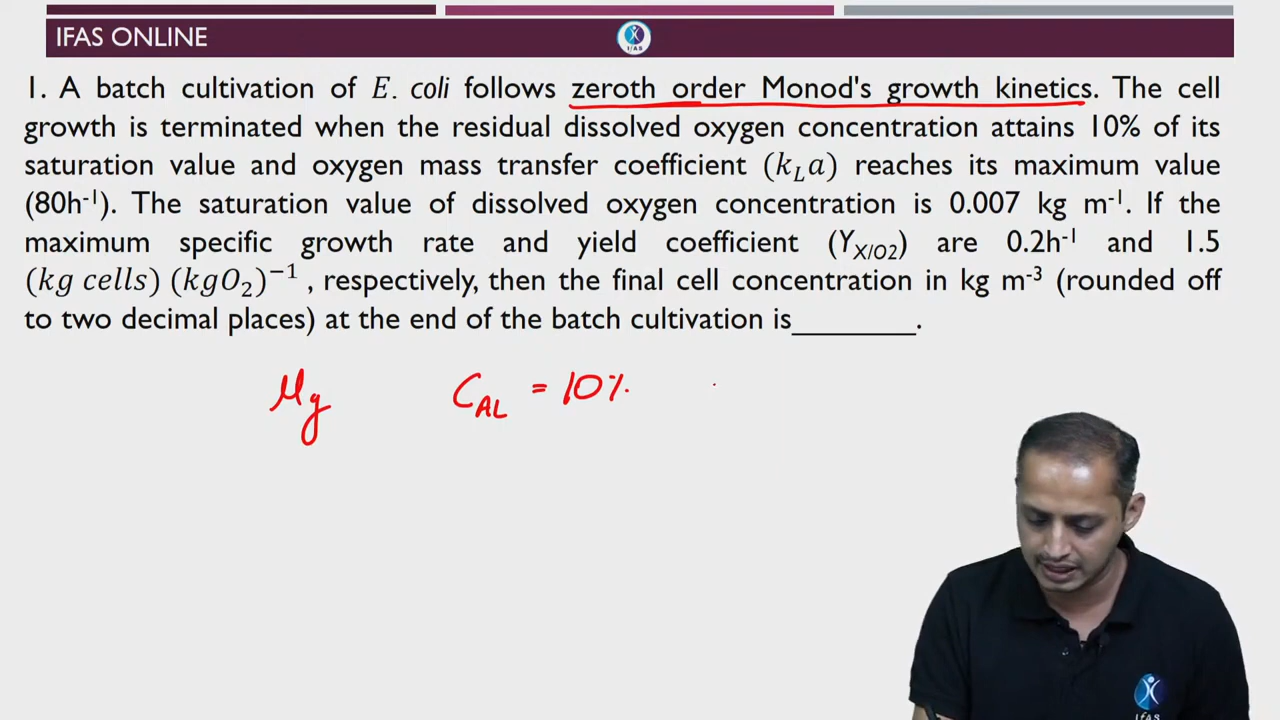 IFAS ONLINE
IFAS
1. A batch cultivation of E. coli follows zeroth order Monod's growth kinetics. The cell
growth is terminated when the residual dissolved oxygen concentration attains 10% of its
saturation value and oxygen mass transfer coefficient (k_La) reaches its maximum value
(80h⁻¹). The saturation value of dissolved oxygen concentration is 0.007 kg m⁻¹. If the
maximum specific growth rate and yield coefficient (Y_X/O2) are 0.2h⁻¹ and 1.5
(kg cells) (kgO₂)⁻¹ , respectively, then the final cell concentration in kg m⁻³ (rounded off
to two decimal places) at the end of the batch cultivation is________.
μg C_AL = 10%
IFAS